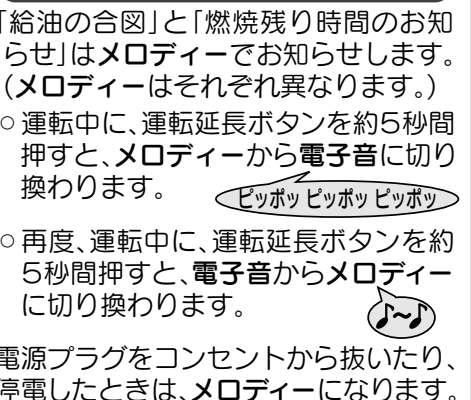 「給油の合図」と「燃焼残り時間のお知
らせ」はメロディーでお知らせします。
(メロディーはそれぞれ異なります。)
○運転中に、運転延長ボタンを約5秒間
押すと、メロディーから電子音に切り
換わります。
ピッポッ ピッポッ ピッポッ
○再度、運転中に、運転延長ボタンを約
5秒間押すと、電子音からメロディー
に切り換わります。
♪~♪
電源プラグをコンセントから抜いたり、
停電したときは、メロディーになります。